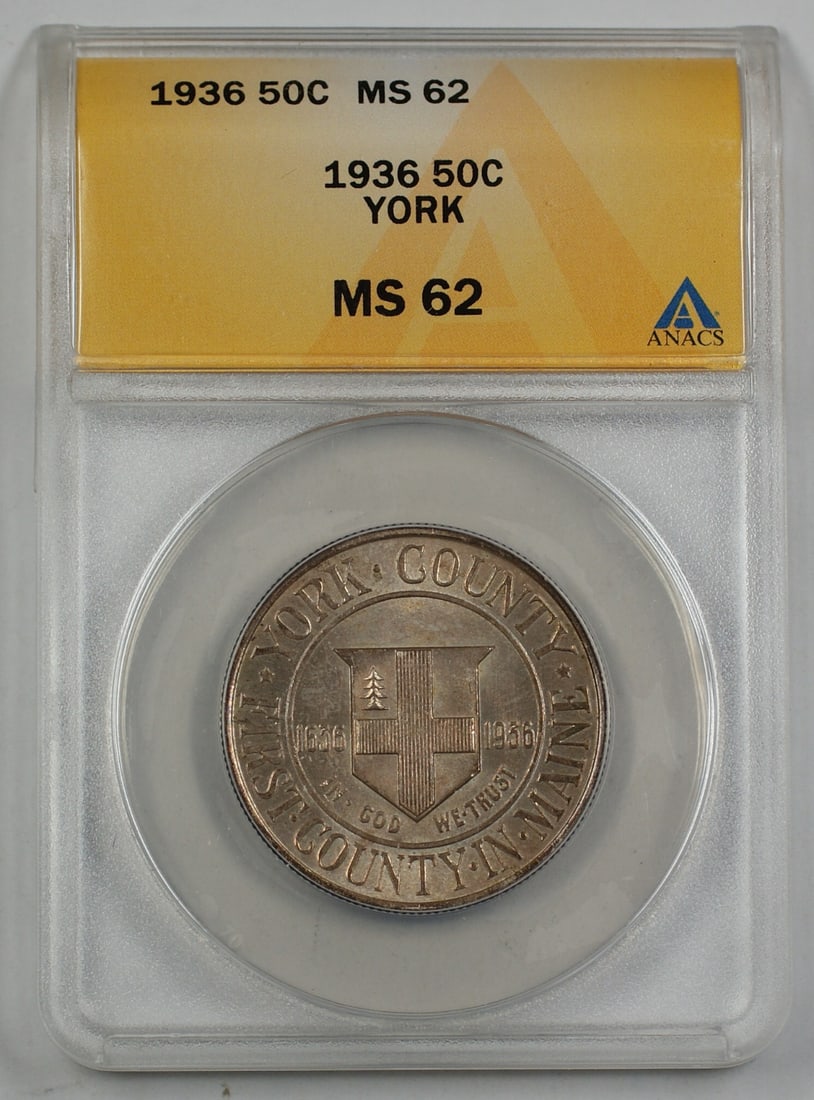 1936 50C MS 62
1936 50C
YORK
MS 62
ANACS
YORK COUNTY
FIRST·COUNTY·IN·MAINE
1636 1936
IN·GOD WE·TRUST